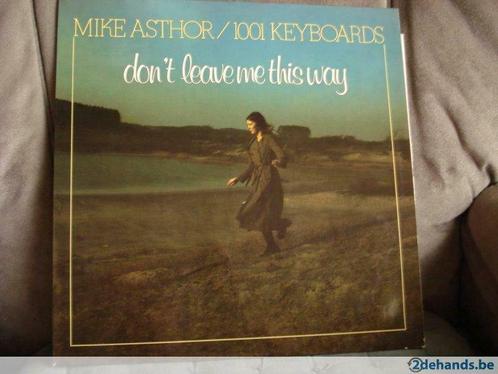 MIKE ASTHOR / 1001 KEYBOARDS
don't leave me this way
2dehands.be